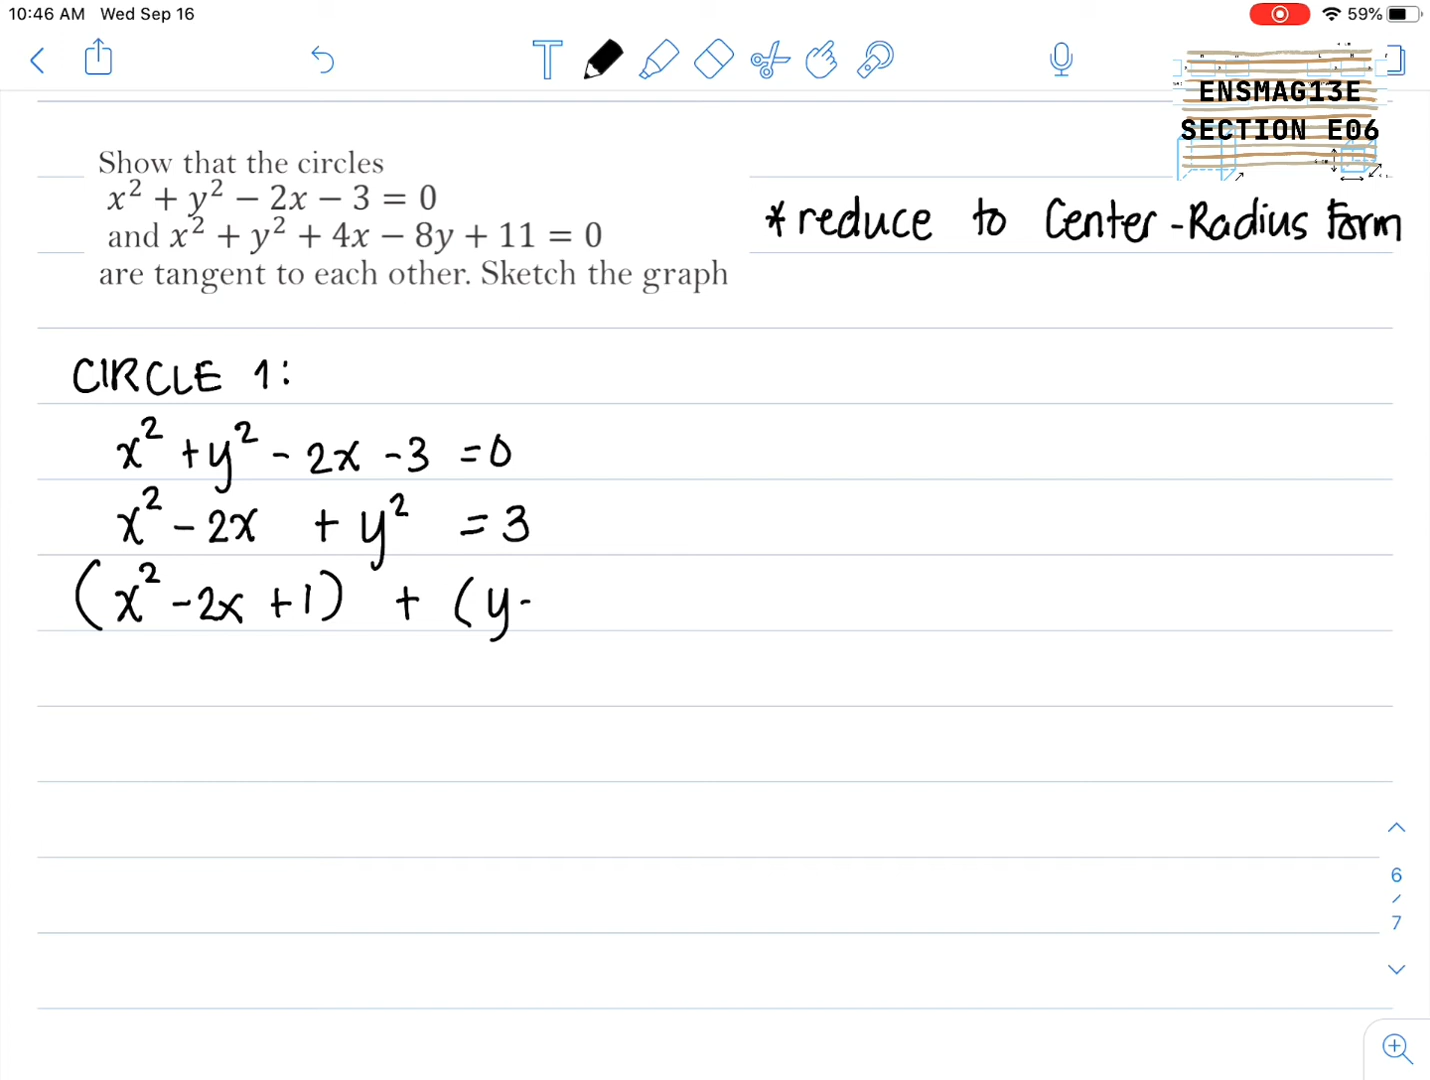 10:46 AM Wed Sep 16
59%
T
ENSMAG13E
SECTION E06
Show that the circles
x² + y² − 2x − 3 = 0
and x² + y² + 4x − 8y + 11 = 0
are tangent to each other. Sketch the graph
* reduce to Center-Radius Form
CIRCLE 1:
x² + y² - 2x - 3 = 0
x² - 2x + y² = 3
(x² - 2x + 1) + (y -
6
/
7